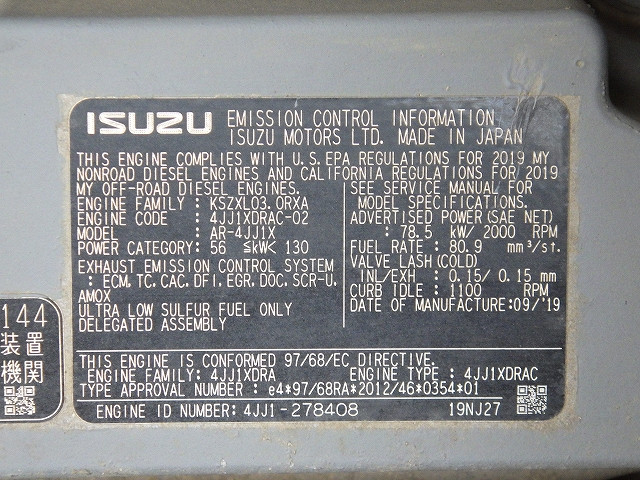 ISUZU EMISSION CONTROL INFORMATION
ISUZU MOTORS LTD. MADE IN JAPAN
THIS ENGINE COMPLIES WITH U.S. EPA REGULATIONS FOR 2019 MY
NONROAD DIESEL ENGINES AND CALIFORNIA REGULATIONS FOR 2019
MY OFF-ROAD DIESEL ENGINES.
ENGINE FAMILY : KSZXL03.0RXA
ENGINE CODE : 4JJ1XDRAC-02
MODEL : AR-4JJ1X
POWER CATEGORY: 56 ≦kW< 130
EXHAUST EMISSION CONTROL SYSTEM
: ECM, TC, CAC, DFI, EGR, DOC, SCR-U,
AMOX
ULTRA LOW SULFUR FUEL ONLY
DELEGATED ASSEMBLY
SEE SERVICE MANUAL FOR
MODEL SPECIFICATIONS.
ADVERTISED POWER(SAE NET)
: 78.5 kW/ 2000 RPM
FUEL RATE: 80.9 mm³/st.
VALVE LASH(COLD)
INL/EXH : 0.15/ 0.15 mm
CURB IDLE : 1100 RPM
DATE OF MANUFACTURE:09/'19
THIS ENGINE IS CONFORMED 97/68/EC DIRECTIVE.
ENGINE FAMILY: 4JJ1XDRA ENGINE TYPE : 4JJ1XDRAC
TYPE APPROVAL NUMBER : e4*97/68RA*2012/46*0354*01
ENGINE ID NUMBER: 4JJ1-278408 19NJ27
144
装置
機関